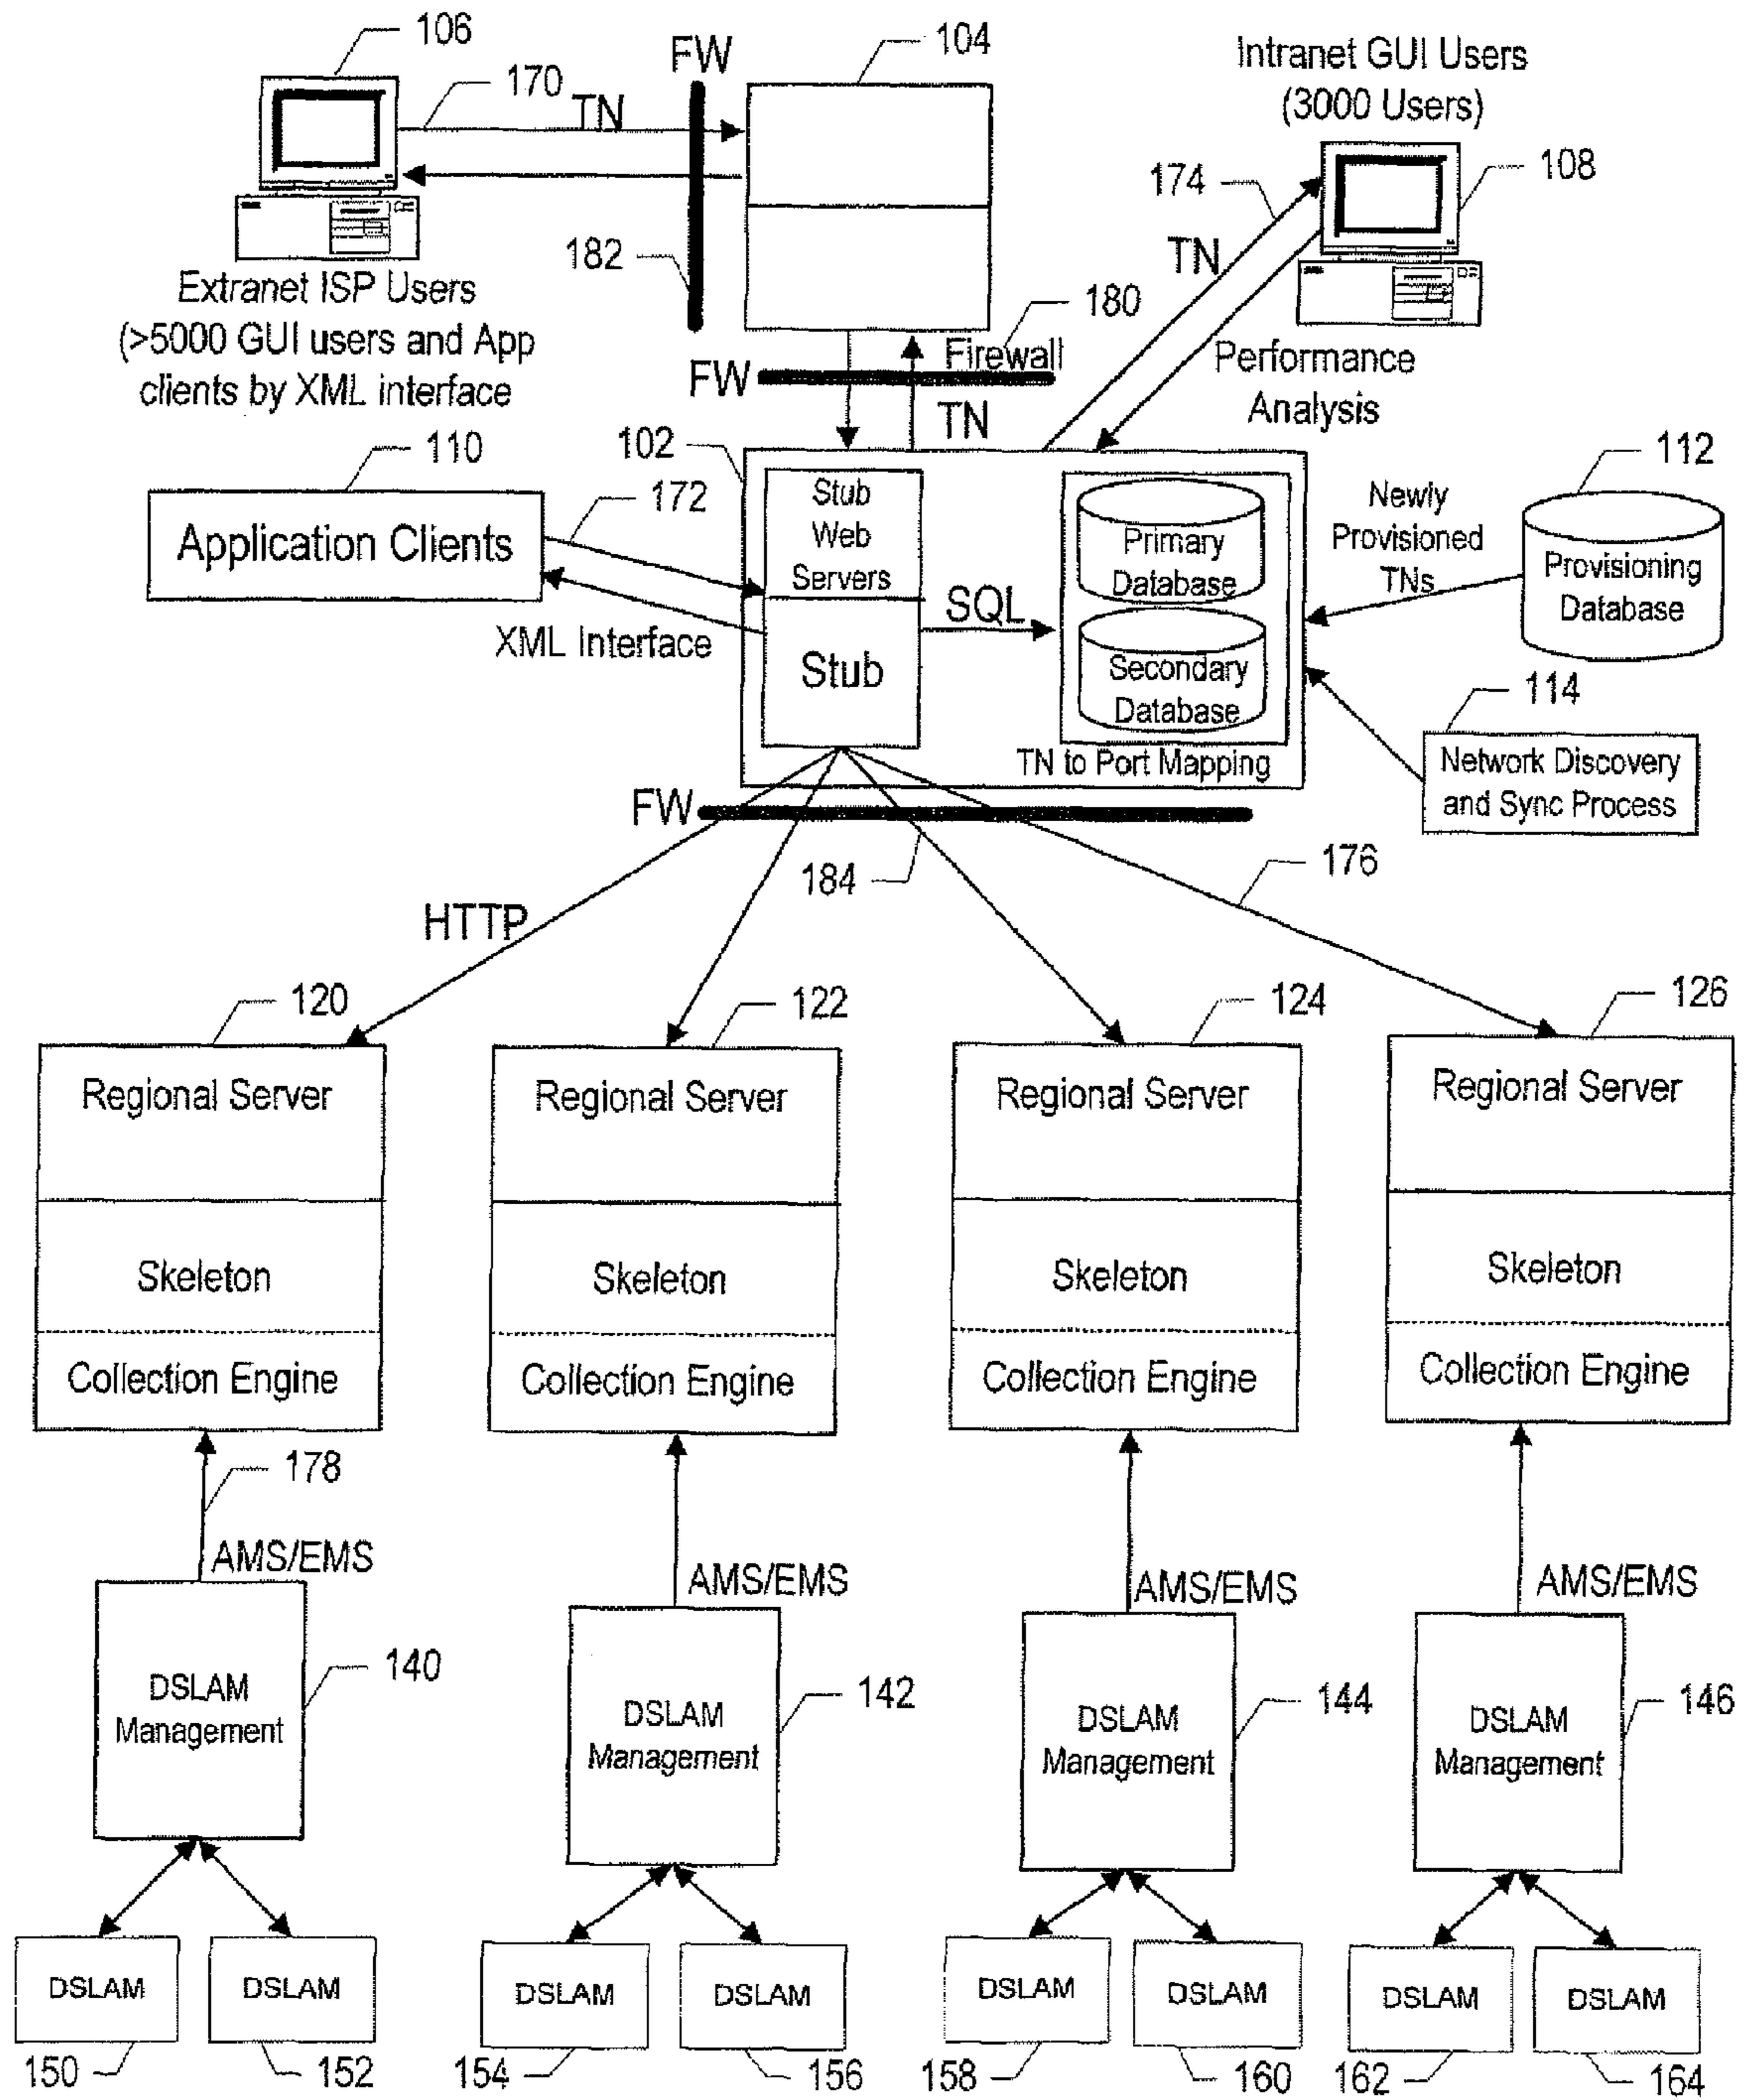 106
170
TN
FW
104
Intranet GUI Users
(3000 Users)
174
TN
108
182
Extranet ISP Users
(>5000 GUI users and App
clients by XML interface
180
Firewall
FW
TN
Performance
Analysis
102
110
172
Application Clients
XML Interface
Stub
Web
Servers
Stub
SQL
Primary
Database
Secondary
Database
TN to Port Mapping
Newly
Provisioned
TNs
112
Provisioning
Database
114
Network Discovery
and Sync Process
FW
184
176
HTTP
120
122
124
126
Regional Server
Regional Server
Regional Server
Regional Server
Skeleton
Skeleton
Skeleton
Skeleton
Collection Engine
Collection Engine
Collection Engine
Collection Engine
178
AMS/EMS
AMS/EMS
AMS/EMS
AMS/EMS
DSLAM
Management
140
DSLAM
Management
142
DSLAM
Management
144
DSLAM
Management
146
DSLAM
DSLAM
DSLAM
DSLAM
DSLAM
DSLAM
DSLAM
DSLAM
150
152
154
156
158
160
162
164